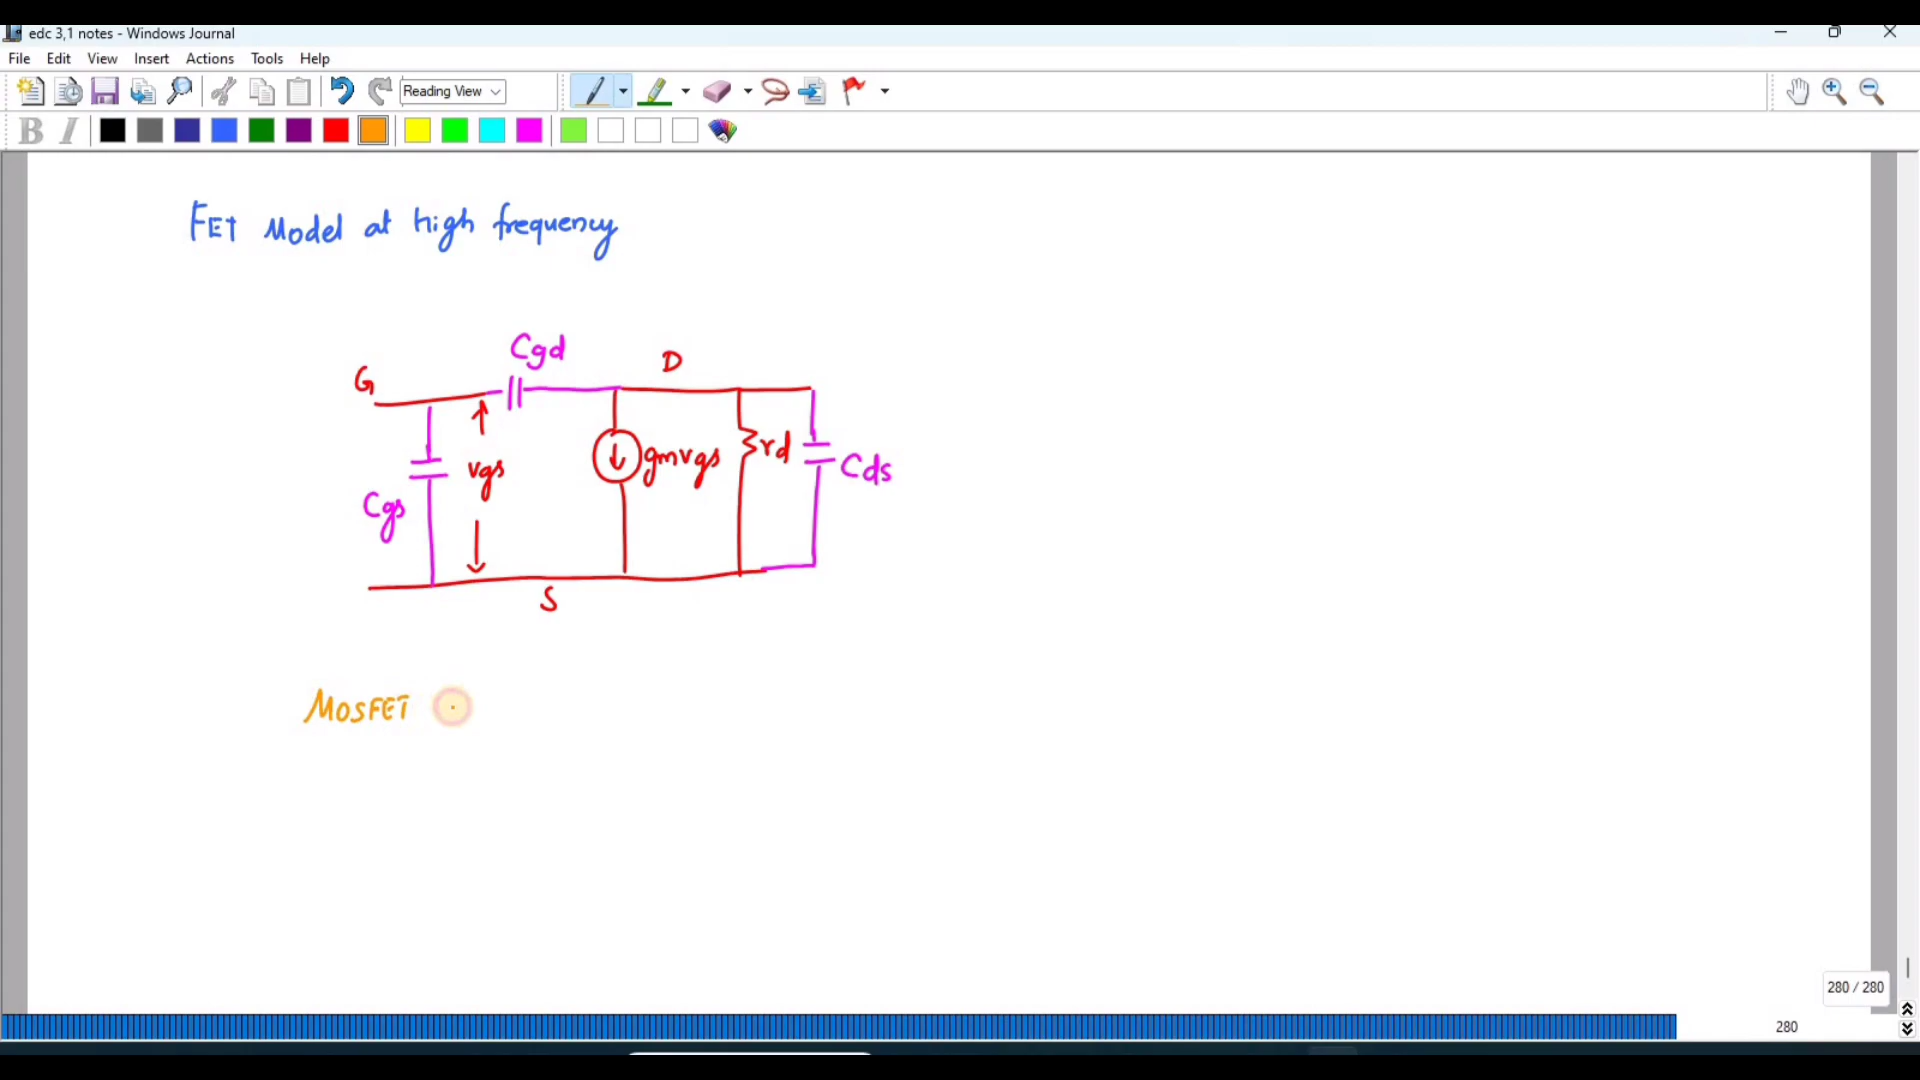 edc 3,1 notes - Windows Journal
File Edit View Insert Actions Tools Help
Reading View
B I
FET Model at high frequency
Cgd
G D
vgs gmvgs rd Cds
Cgs
S
MOSFET
280 / 280
280